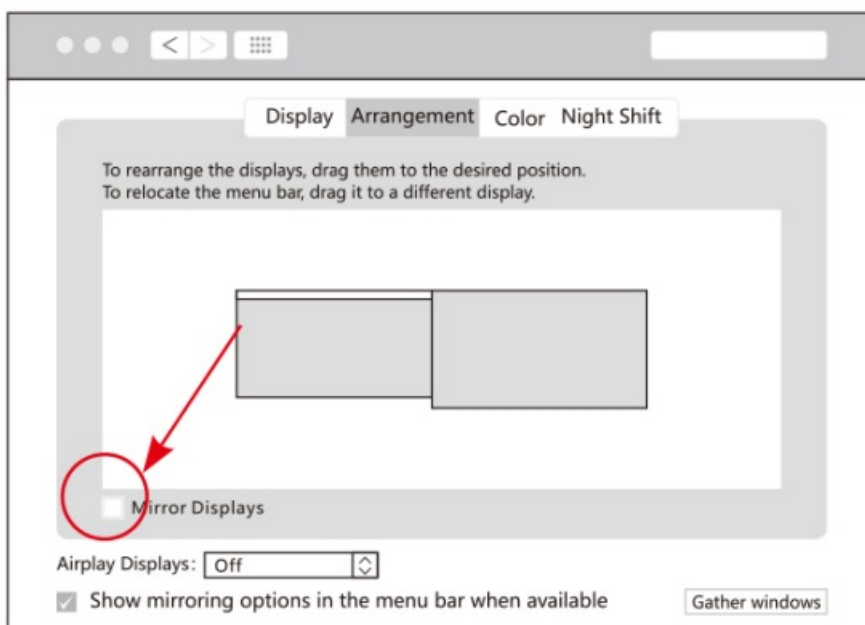 Display Arrangement Color Night Shift
To rearrange the displays, drag them to the desired position.
To relocate the menu bar, drag it to a different display.
Mirror Displays
Airplay Displays: Off
Show mirroring options in the menu bar when available Gather windows